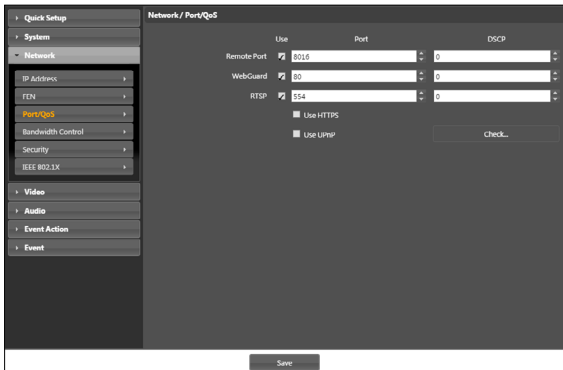 Quick Setup
System
Network
IP Address
FEN
Port/QoS
Bandwidth Control
Security
IEEE 802.1X
Video
Audio
Event Action
Event
Network / Port/QoS
Use Port DSCP
Remote Port 8016 0
WebGuard 80 0
RTSP 554 0
Use HTTPS
Use UPnP Check...
Save